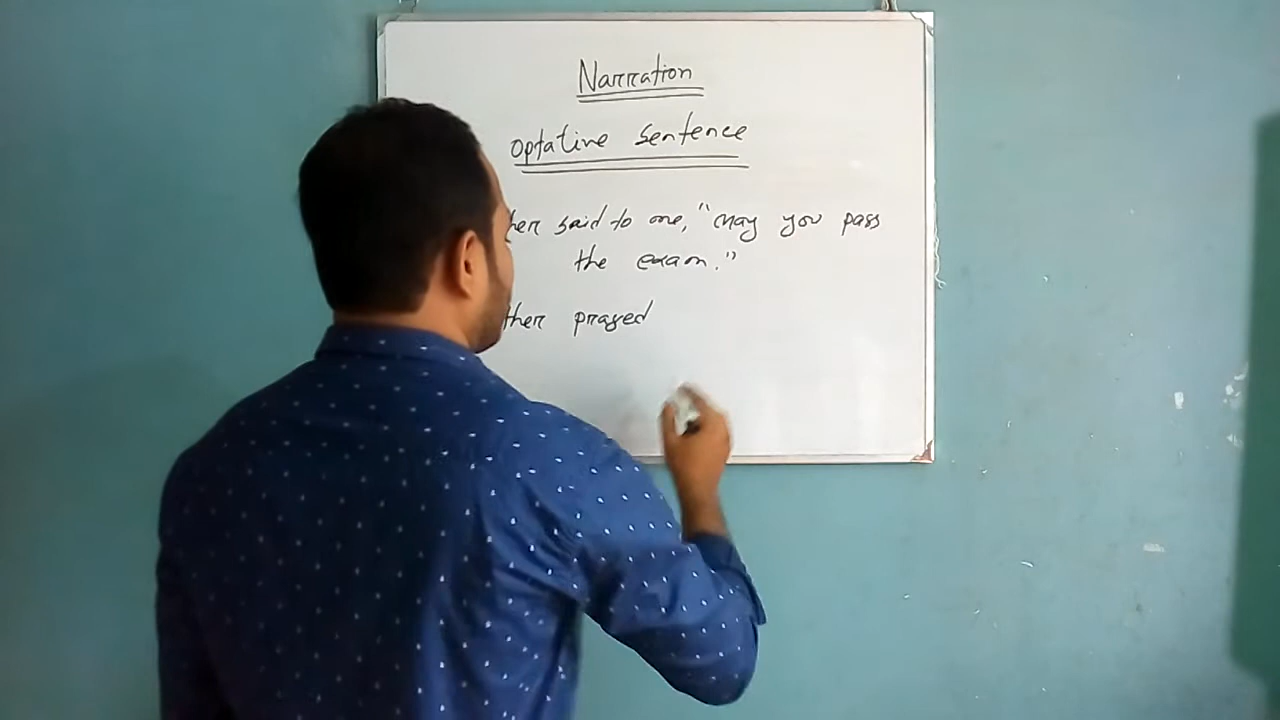 Narration
Optative Sentence
her said to me, "May you pass
the exam."
ther prayed